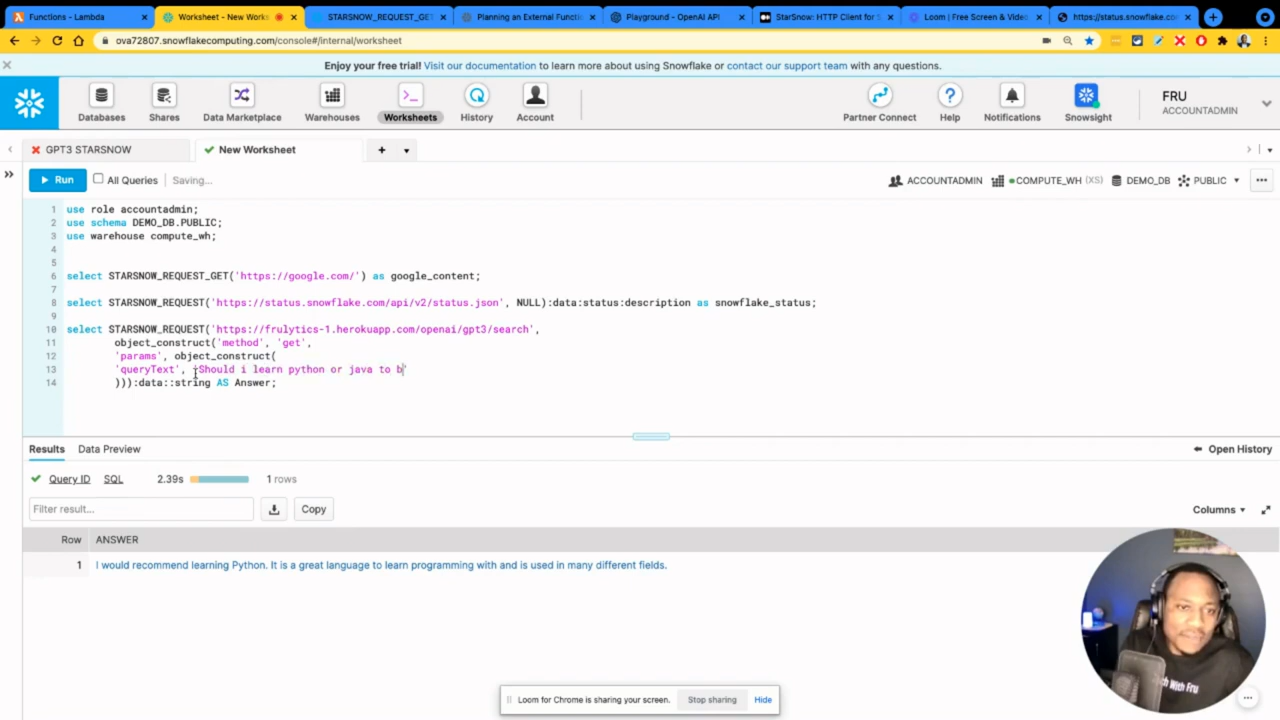 Functions - Lambda
Worksheet - New Works
STARSNOW_REQUEST_GET
Planning an External Functi
Playground - OpenAI API
StarSnow: HTTP Client for S
Loom | Free Screen & Vide
https://status.snowflake.co
ova72807.snowflakecomputing.com/console#/internal/worksheet
Enjoy your free trial! Visit our documentation to learn more about using Snowflake or contact our support team with any questions.
Databases
Shares
Data Marketplace
Warehouses
Worksheets
History
Account
Partner Connect
Help
Notifications
Snowsight
FRU
ACCOUNTADMIN
GPT3 STARSNOW
New Worksheet
Run
All Queries
Saving...
ACCOUNTADMIN
COMPUTE_WH (XS)
DEMO_DB
PUBLIC
1 use role accountadmin;
2 use schema DEMO_DB.PUBLIC;
3 use warehouse compute_wh;
4
5
6 select STARSNOW_REQUEST_GET('https://google.com/') as google_content;
7
8 select STARSNOW_REQUEST('https://status.snowflake.com/api/v2/status.json', NULL):data:status:description as snowflake_status;
9
10 select STARSNOW_REQUEST('https://frulytics-1.herokuapp.com/openai/gpt3/search',
11 object_construct('method', 'get',
12 'params', object_construct(
13 'queryText', 'Should i learn python or java to b'
14 ))):data::string AS Answer;
Results
Data Preview
Open History
Query ID
SQL
2.39s
1 rows
Filter result...
Copy
Columns
Row
ANSWER
1 I would recommend learning Python. It is a great language to learn programming with and is used in many different fields.
With Fru
Loom for Chrome is sharing your screen.
Stop sharing
Hide